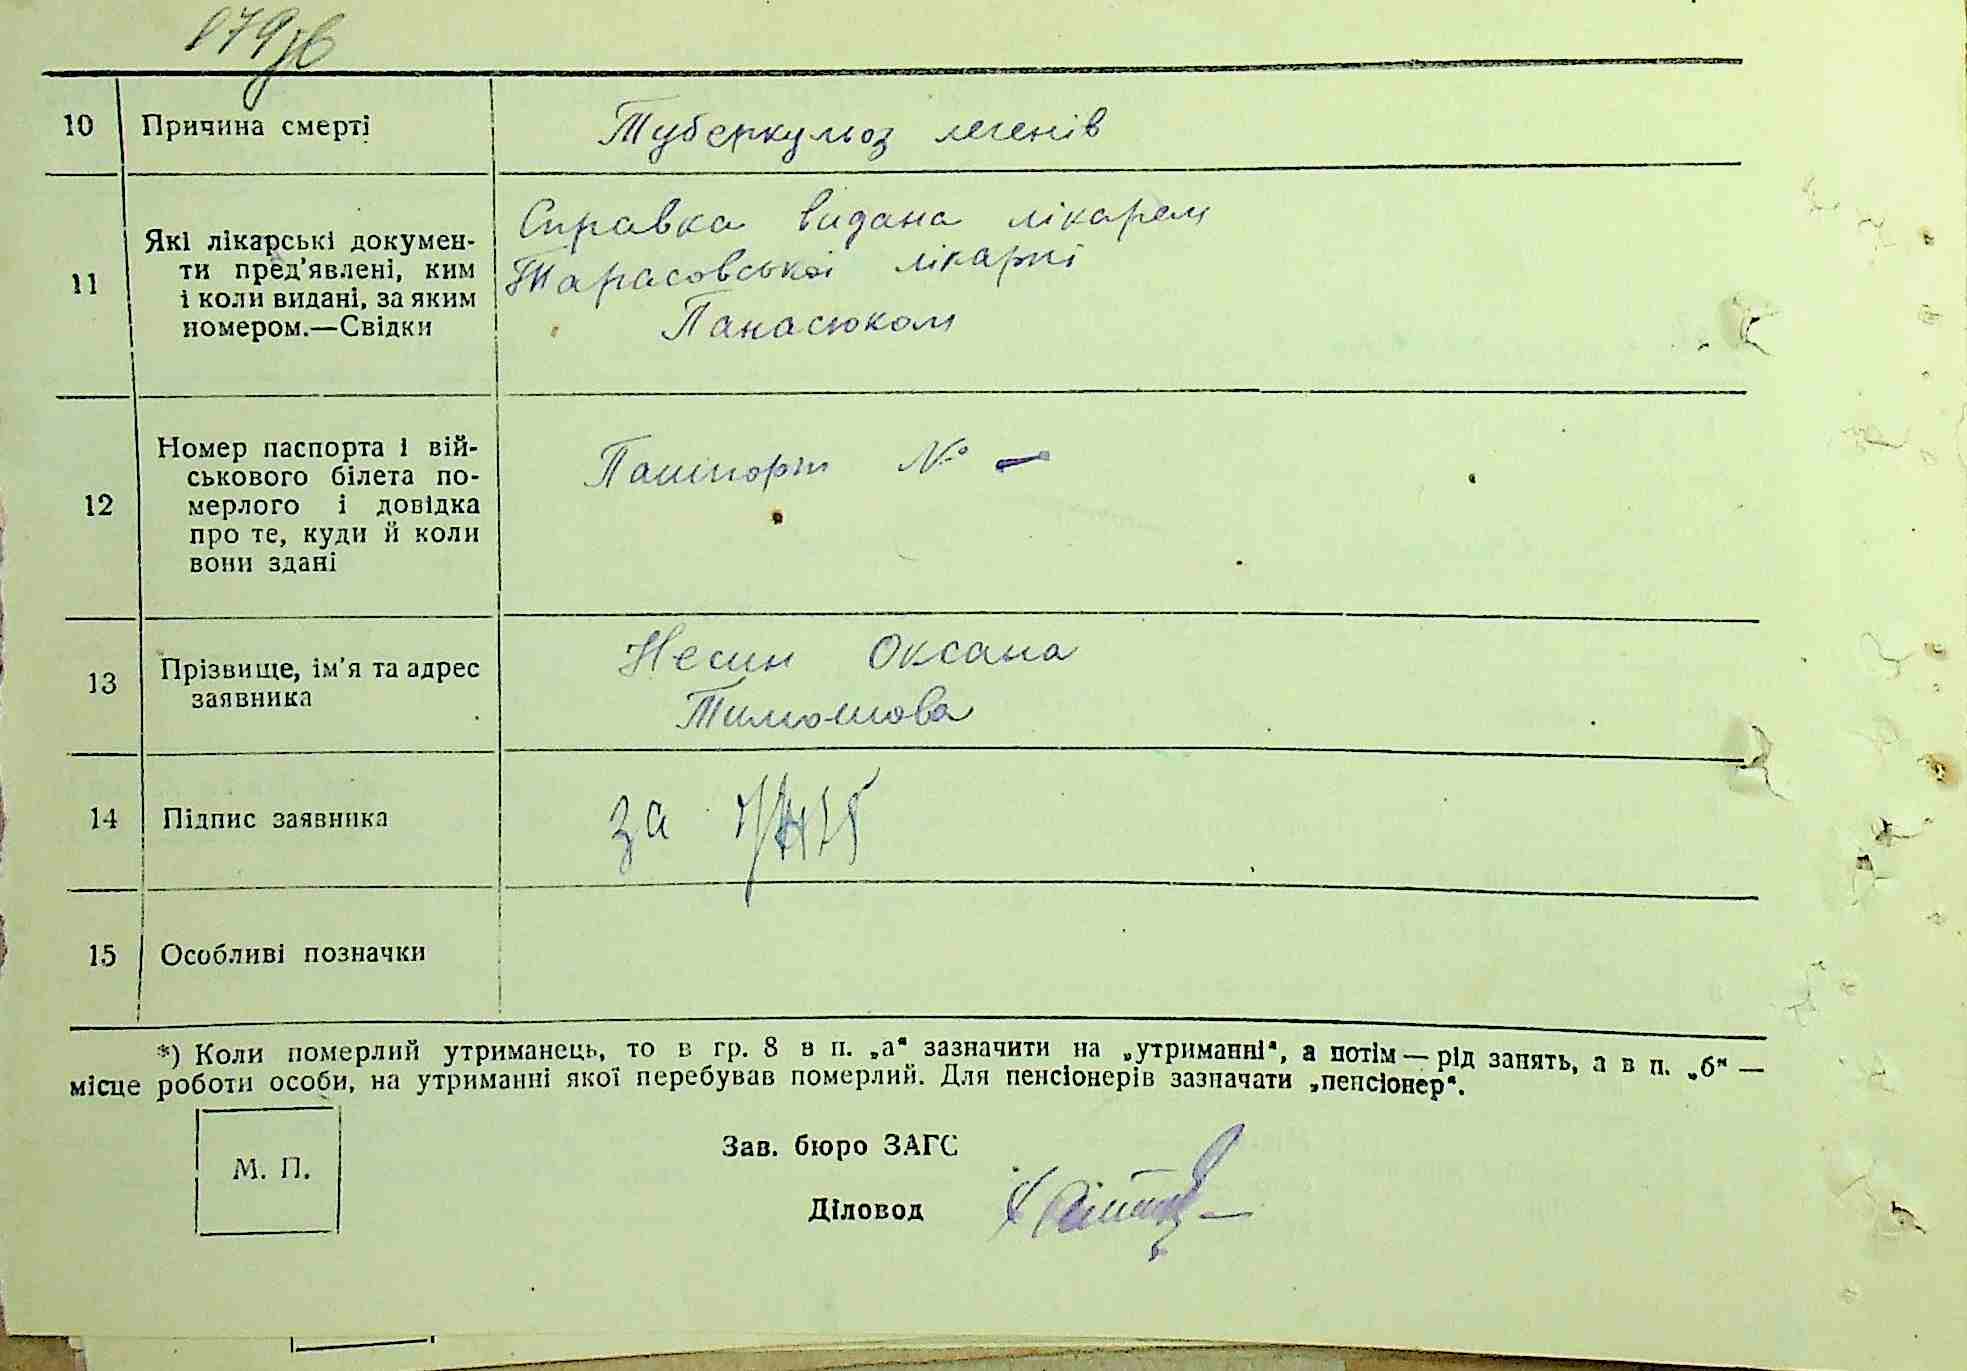 179зв
10 Причина смерті Туберкульоз легенів
Які лікарські докумен-
ти пред'явлені, ким
11 і коли видані, за яким
номером.—Свідки
Справка видана лікарем
Тарасовської лікарні
Панасюком
Номер паспорта і вій-
ськового білета по-
12 мерлого і довідка
про те, куди й коли
вони здані
Пашпорт № —
13 Прізвище, ім'я та адрес
заявника
Несин Оксана
Тимошова
14 Підпис заявника за
15 Особливі позначки
*) Коли померлий утриманець, то в гр. 8 в п. „а“ зазначити на „утриманні“, а потім — рід занять, а в п. „б“ —
місце роботи особи, на утриманні якої перебував померлий. Для пенсіонерів зазначати „пенсіонер“.
М. П.
Зав. бюро ЗАГС
Діловод